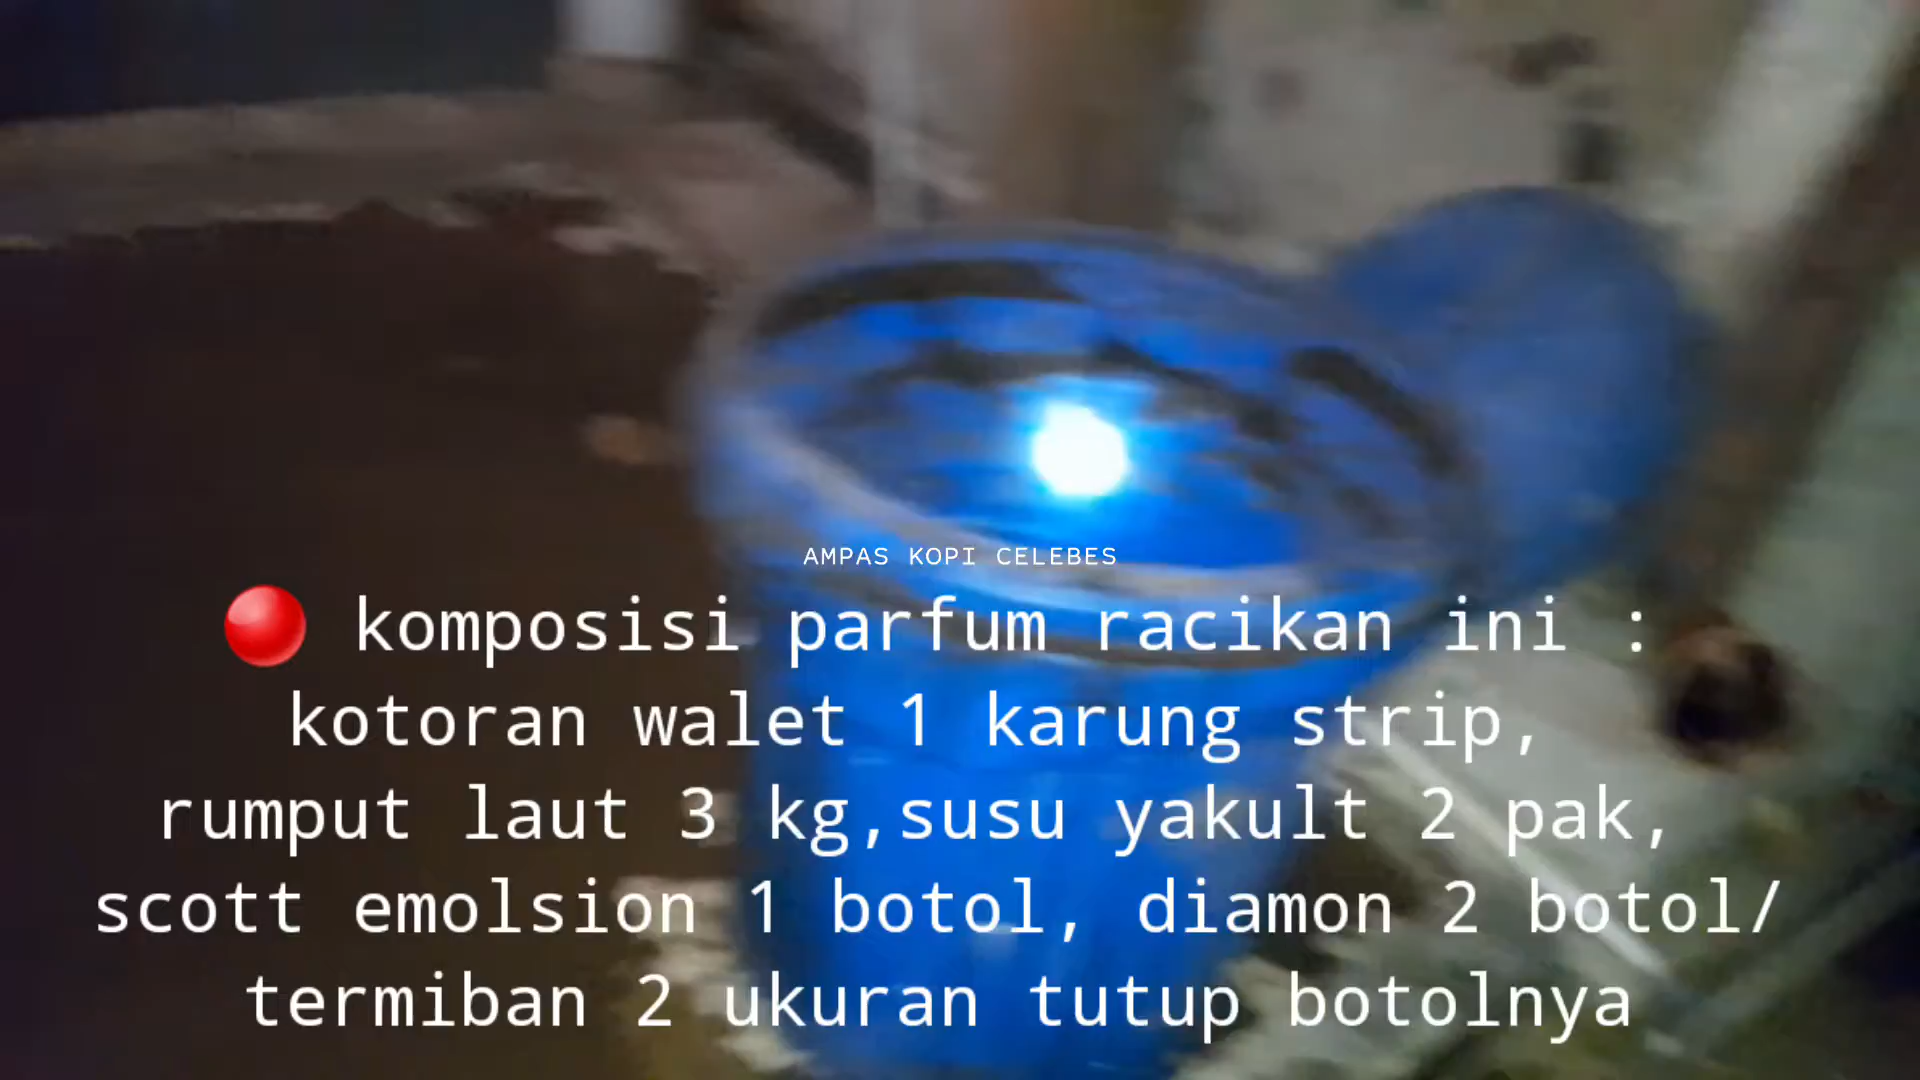 AMPAS KOPI CELEBES
🔴 komposisi parfum racikan ini :
kotoran walet 1 karung strip,
rumput laut 3 kg,susu yakult 2 pak,
scott emolsion 1 botol, diamon 2 botol/
termiban 2 ukuran tutup botolnya